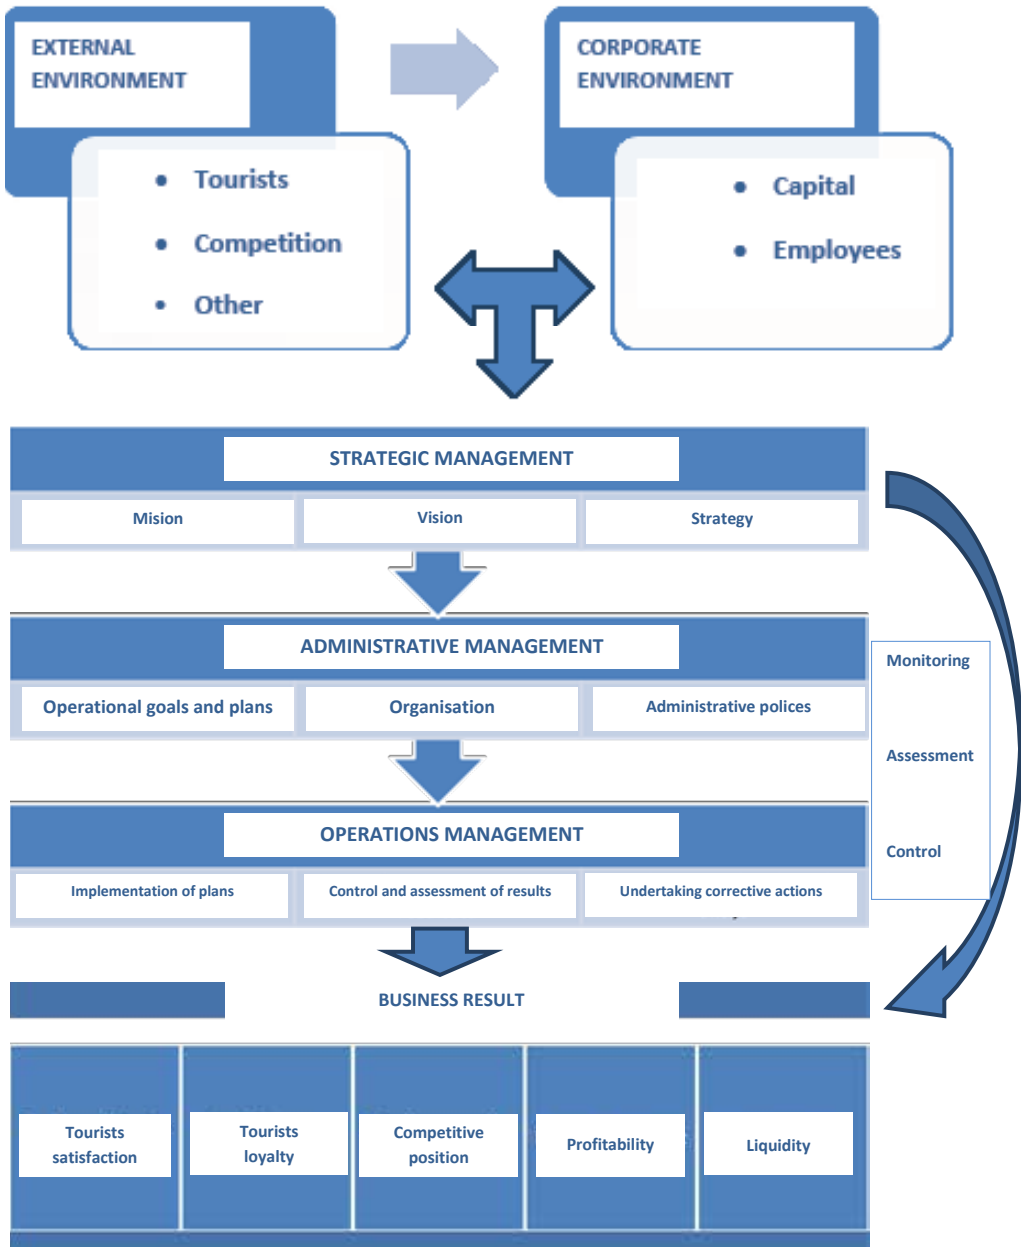 EXTERNAL
ENVIRONMENT
• Tourists
• Competition
• Other
CORPORATE
ENVIRONMENT
• Capital
• Employees
STRATEGIC MANAGEMENT
Mision
Vision
Strategy
ADMINISTRATIVE MANAGEMENT
Operational goals and plans
Organisation
Administrative polices
OPERATIONS MANAGEMENT
Implementation of plans
Control and assessment of results
Undertaking corrective actions
Monitoring
Assessment
Control
BUSINESS RESULT
Tourists
satisfaction
Tourists
loyalty
Competitive
position
Profitability
Liquidity